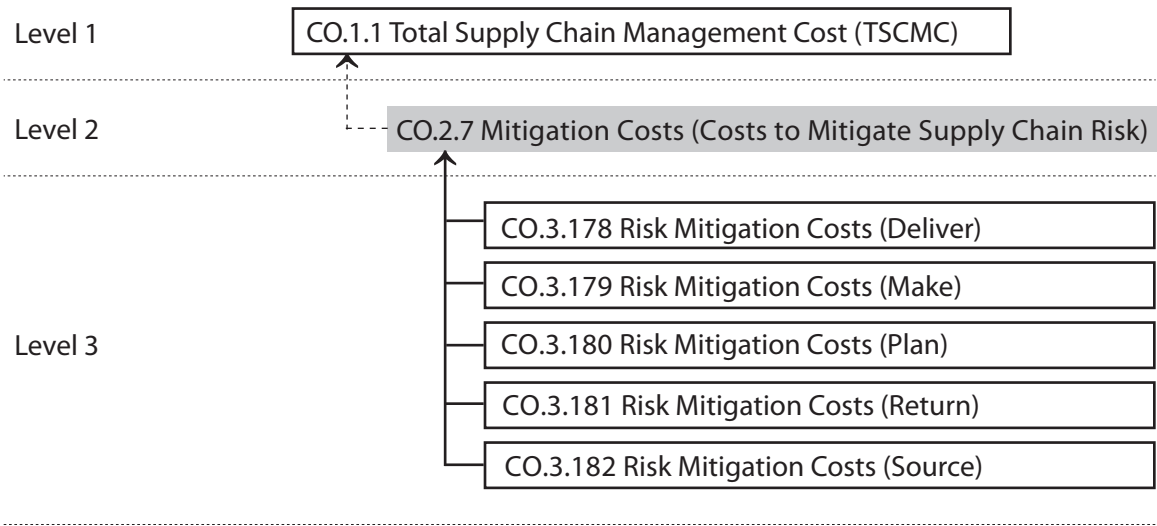 Level 1
CO.1.1 Total Supply Chain Management Cost (TSCMC)
Level 2
CO.2.7 Mitigation Costs (Costs to Mitigate Supply Chain Risk)
Level 3
CO.3.178 Risk Mitigation Costs (Deliver)
CO.3.179 Risk Mitigation Costs (Make)
CO.3.180 Risk Mitigation Costs (Plan)
CO.3.181 Risk Mitigation Costs (Return)
CO.3.182 Risk Mitigation Costs (Source)